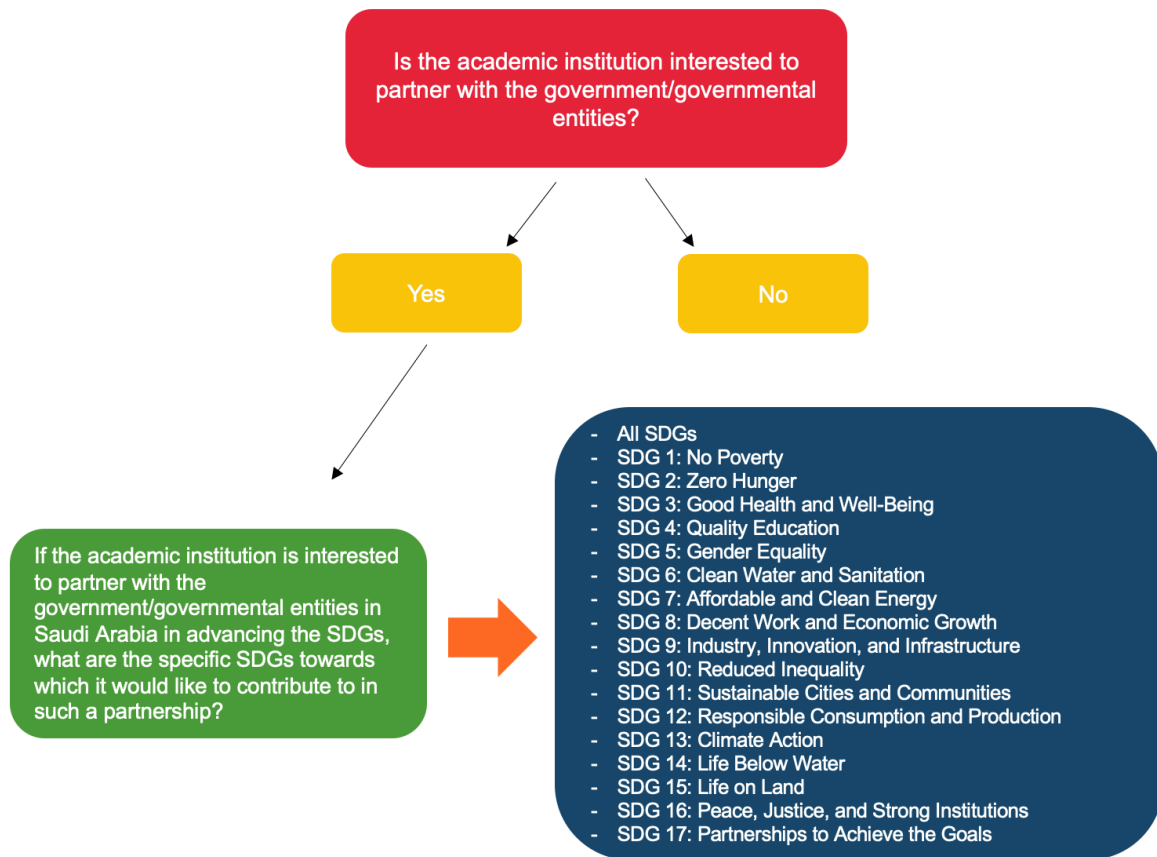 Is the academic institution interested to
partner with the government/governmental
entities?
Yes
No
If the academic institution is interested
to partner with the
government/governmental entities in
Saudi Arabia in advancing the SDGs,
what are the specific SDGs towards
which it would like to contribute to in
such a partnership?
- All SDGs
- SDG 1: No Poverty
- SDG 2: Zero Hunger
- SDG 3: Good Health and Well-Being
- SDG 4: Quality Education
- SDG 5: Gender Equality
- SDG 6: Clean Water and Sanitation
- SDG 7: Affordable and Clean Energy
- SDG 8: Decent Work and Economic Growth
- SDG 9: Industry, Innovation, and Infrastructure
- SDG 10: Reduced Inequality
- SDG 11: Sustainable Cities and Communities
- SDG 12: Responsible Consumption and Production
- SDG 13: Climate Action
- SDG 14: Life Below Water
- SDG 15: Life on Land
- SDG 16: Peace, Justice, and Strong Institutions
- SDG 17: Partnerships to Achieve the Goals